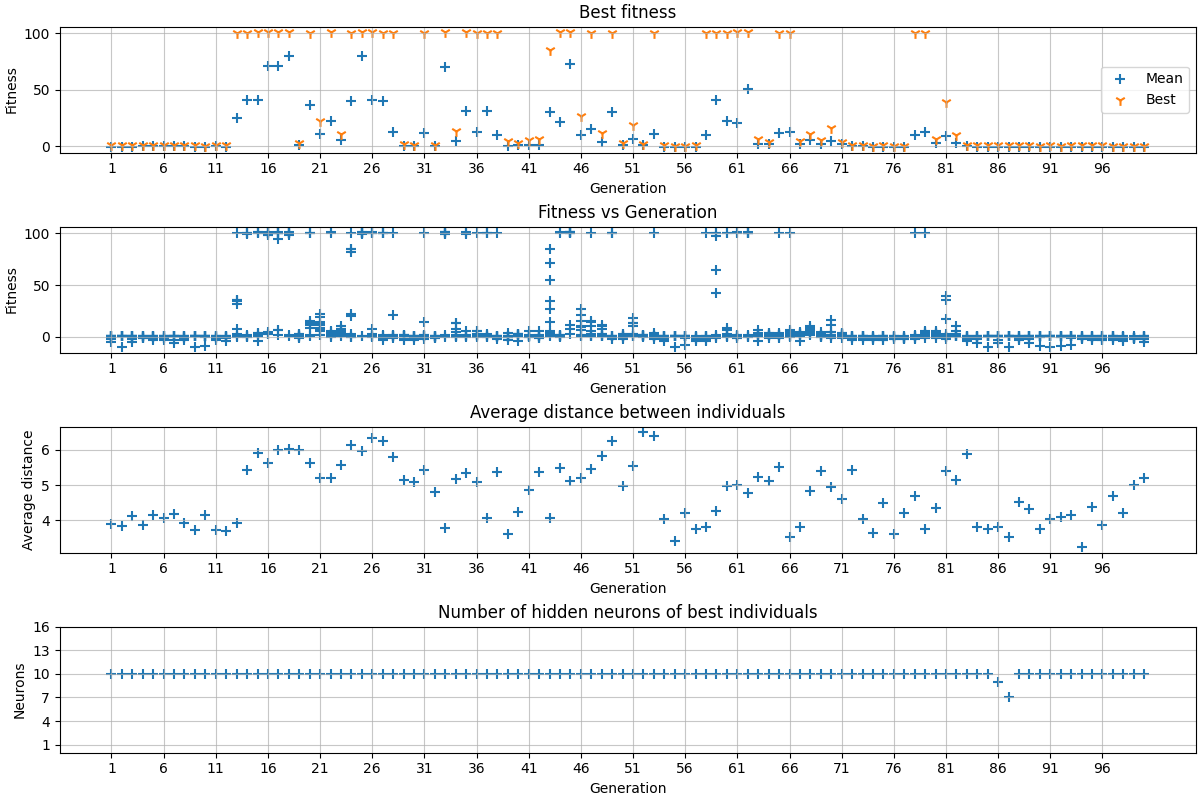 Best fitness
100
50
0
Fitness
Mean
Best
1 6 11 16 21 26 31 36 41 46 51 56 61 66 71 76 81 86 91 96
Generation
Fitness vs Generation
100
50
0
Fitness
1 6 11 16 21 26 31 36 41 46 51 56 61 66 71 76 81 86 91 96
Generation
Average distance between individuals
6
5
4
Average distance
1 6 11 16 21 26 31 36 41 46 51 56 61 66 71 76 81 86 91 96
Generation
Number of hidden neurons of best individuals
16
13
10
7
4
1
Neurons
1 6 11 16 21 26 31 36 41 46 51 56 61 66 71 76 81 86 91 96
Generation